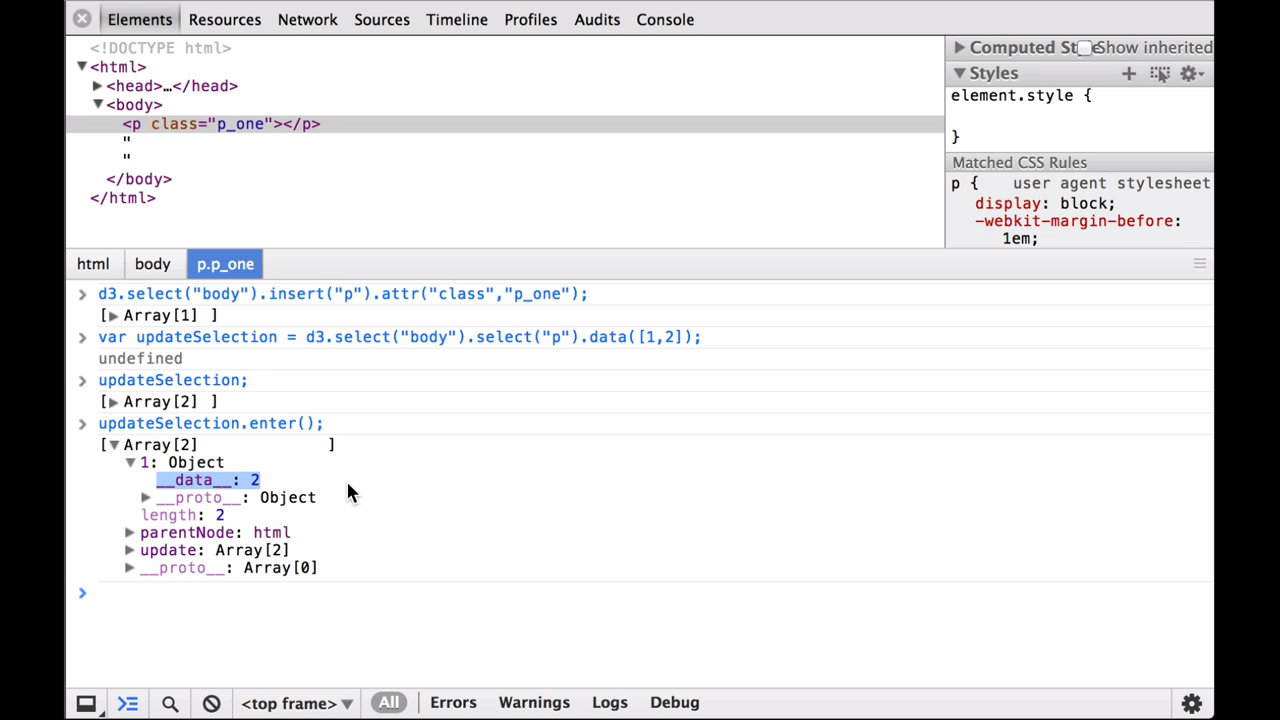 Elements Resources Network Sources Timeline Profiles Audits Console
<!DOCTYPE html>
<html>
<head>…</head>
<body>
<p class="p_one"></p>
"
"
</body>
</html>
Computed Style Show inherited
Styles
element.style {
}
Matched CSS Rules
p { user agent stylesheet
display: block;
-webkit-margin-before:
1em;
html body p.p_one
> d3.select("body").insert("p").attr("class","p_one");
[ Array[1] ]
> var updateSelection = d3.select("body").select("p").data([1,2]);
undefined
> updateSelection;
[ Array[2] ]
> updateSelection.enter();
[ Array[2] ]
1: Object
__data__: 2
__proto__: Object
length: 2
parentNode: html
update: Array[2]
__proto__: Array[0]
>
<top frame> All Errors Warnings Logs Debug